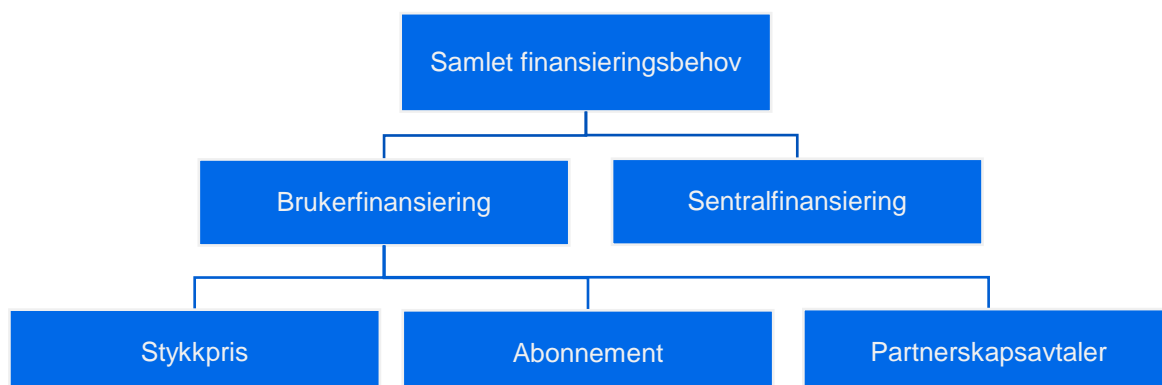 Samlet finansieringsbehov
Brukerfinansiering
Sentralfinansiering
Stykkpris
Abonnement
Partnerskapsavtaler